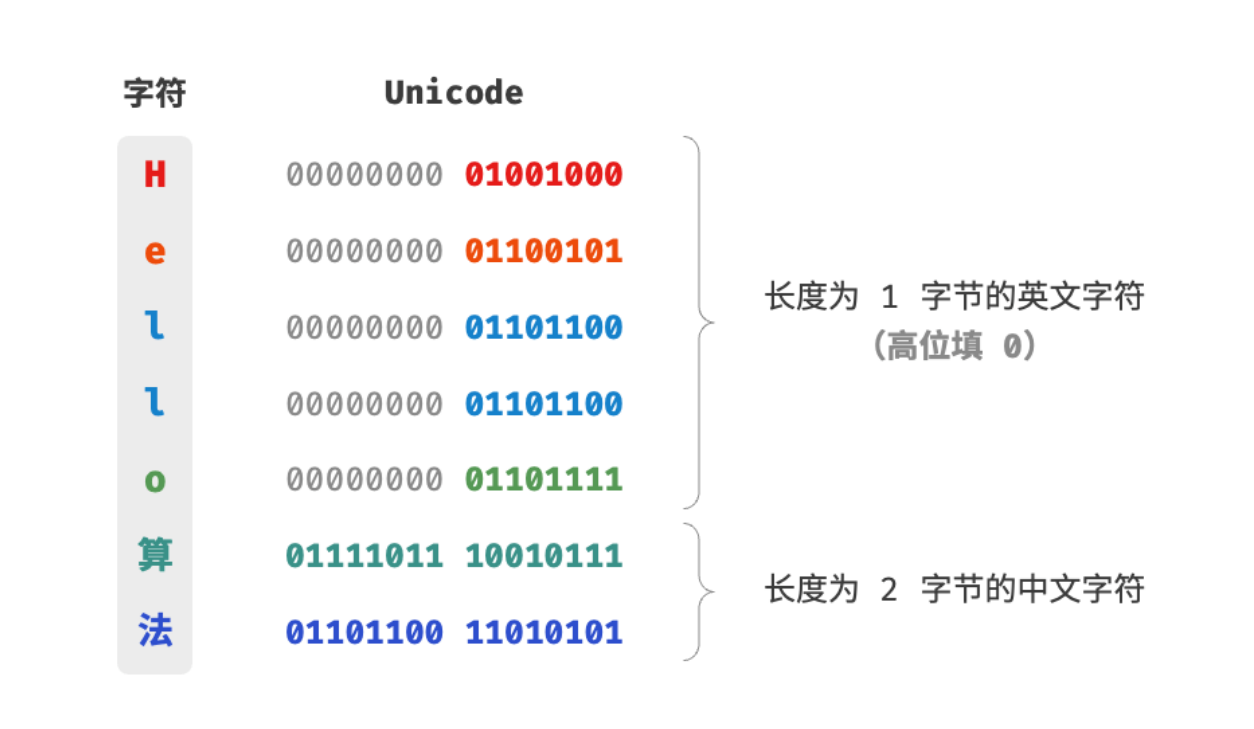 字符 Unicode
H 00000000 01001000
e 00000000 01100101
l 00000000 01101100
l 00000000 01101100
o 00000000 01101111
算 01111011 10010111
法 01101100 11010101
长度为 1 字节的英文字符
（高位填 0）
长度为 2 字节的中文字符